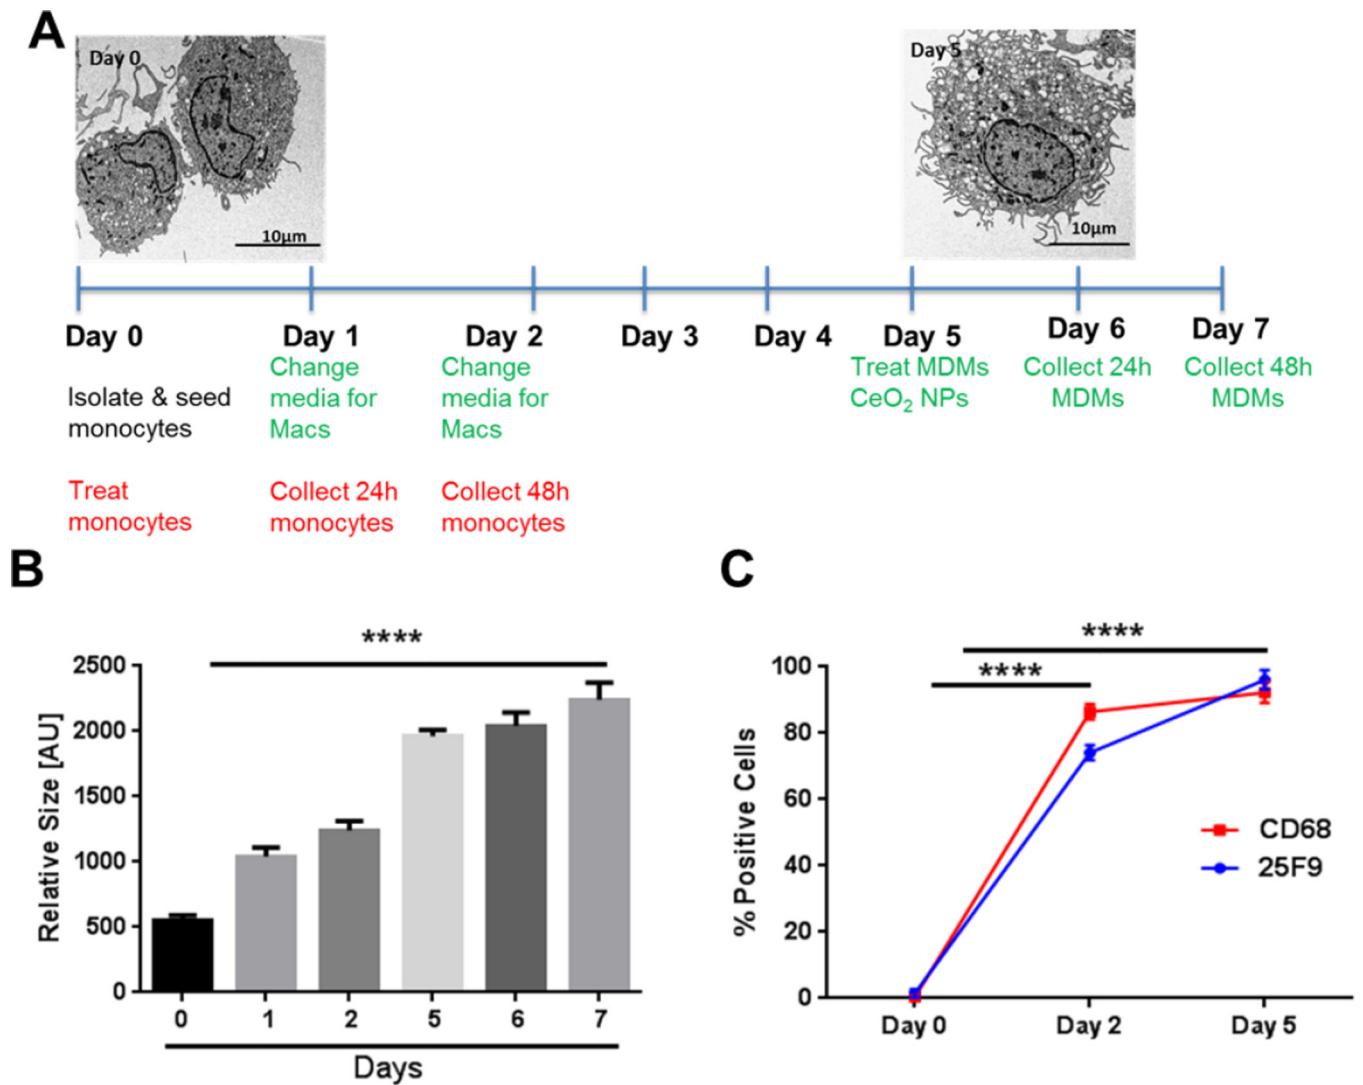 A
Day 0
10μm
Day 5
10μm
Day 0
Day 1
Day 2
Day 3
Day 4
Day 5
Day 6
Day 7
Isolate & seed
monocytes
Treat
monocytes
Change
media for
Macs
Collect 24h
monocytes
Change
media for
Macs
Collect 48h
monocytes
Treat MDMs
CeO₂ NPs
Collect 24h
MDMs
Collect 48h
MDMs
B
****
Relative Size [AU]
2500
2000
1500
1000
500
0
0 1 2 5 6 7
Days
C
****
****
% Positive Cells
100
80
60
40
20
0
CD68
25F9
Day 0 Day 2 Day 5